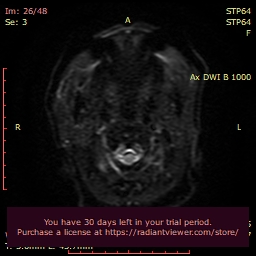 Im: 26/48
Se: 3
STP64
STP64
F
A
Ax DWI B 1000
R
L
You have 30 days left in your trial period.
Purchase a license at https://radiantviewer.com/store/